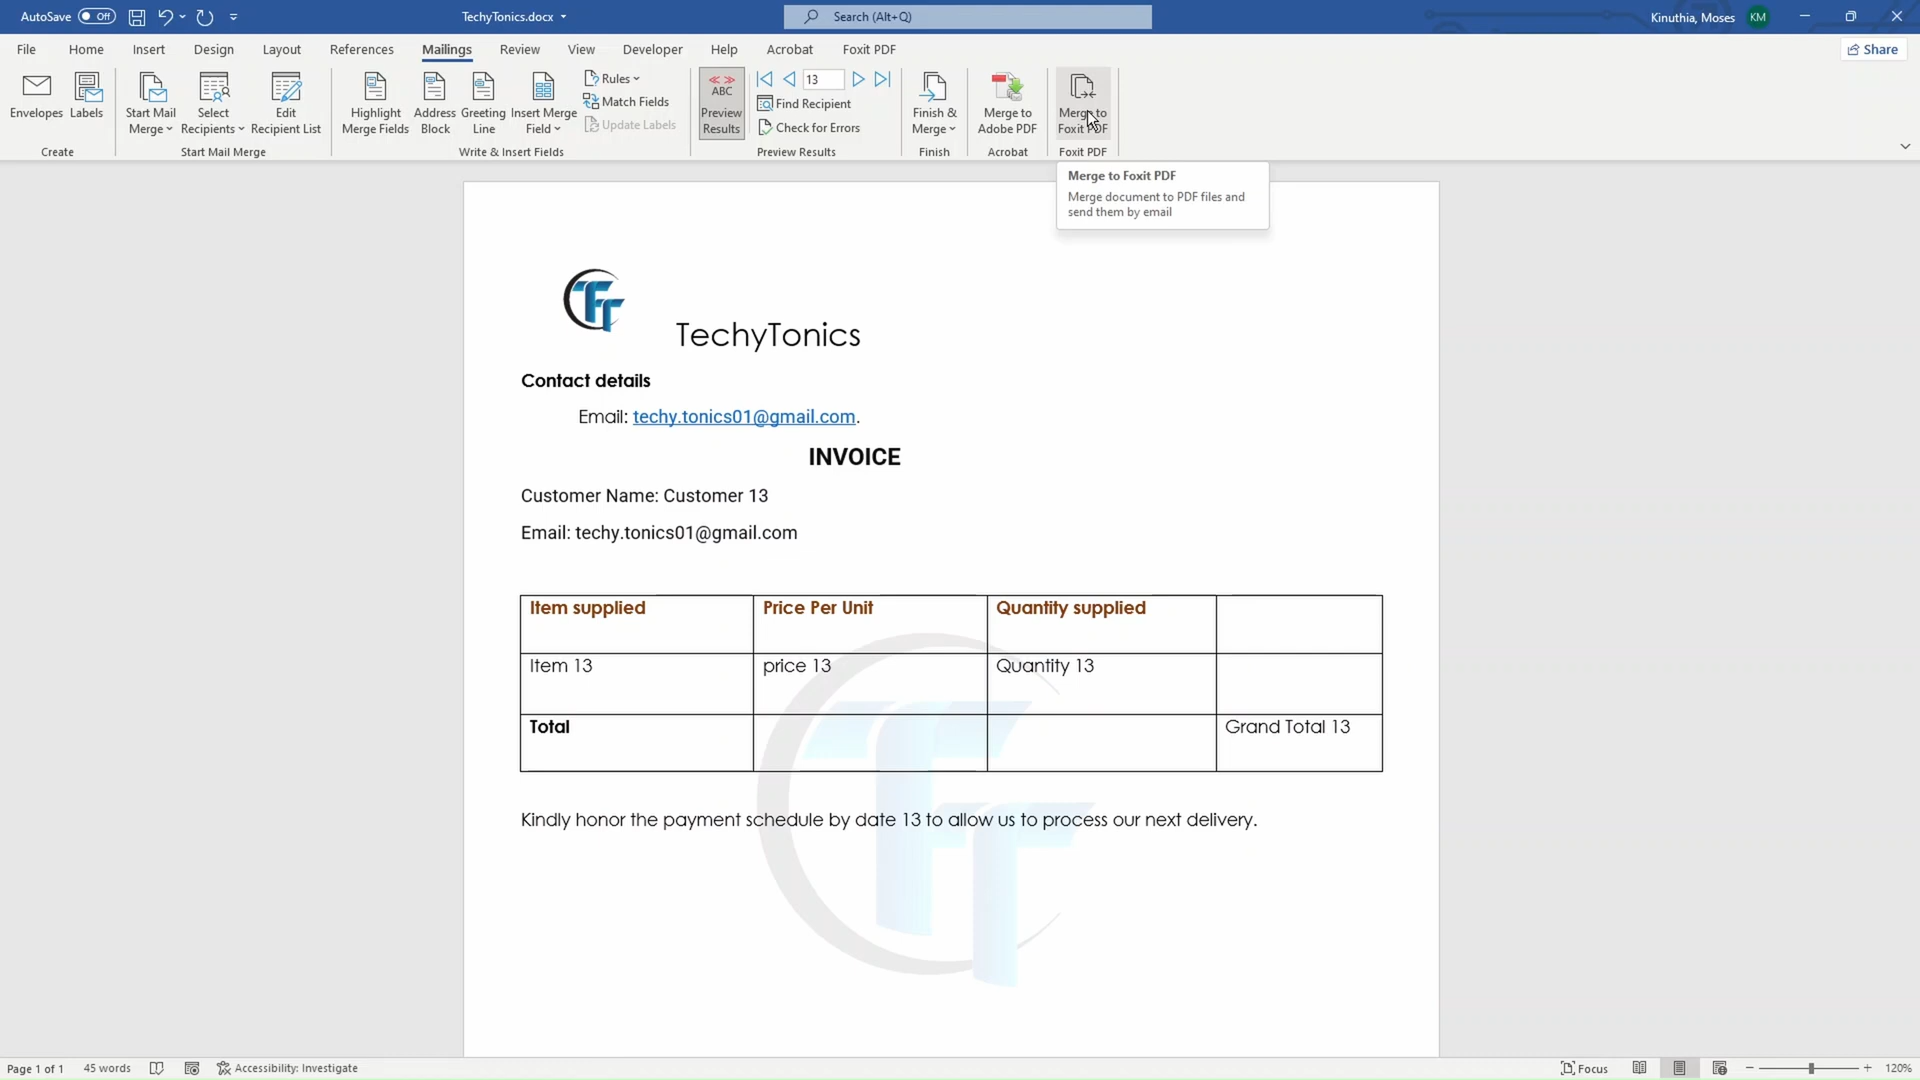 AutoSave Off TechyTonics.docx Search (Alt+Q) Kinuthia, Moses KM
File Home Insert Design Layout References Mailings Review View Developer Help Acrobat Foxit PDF Share
Envelopes
Labels
Start Mail
Merge
Select
Recipients
Edit
Recipient List
Highlight
Merge Fields
Address
Block
Greeting
Line
Insert Merge
Field
Rules
Match Fields
Update Labels
ABC
Preview
Results
13
Find Recipient
Check for Errors
Finish &
Merge
Merge to
Adobe PDF
Merge to
Foxit PDF
Create Start Mail Merge Write & Insert Fields Preview Results Finish Acrobat Foxit PDF
Merge to Foxit PDF
Merge document to PDF files and
send them by email
TechyTonics
Contact details
Email: techy.tonics01@gmail.com.
INVOICE
Customer Name: Customer 13
Email: techy.tonics01@gmail.com
Item supplied Price Per Unit Quantity supplied
Item 13 price 13 Quantity 13
Total Grand Total 13
Kindly honor the payment schedule by date 13 to allow us to process our next delivery.
Page 1 of 1 45 words Accessibility: Investigate Focus 120%